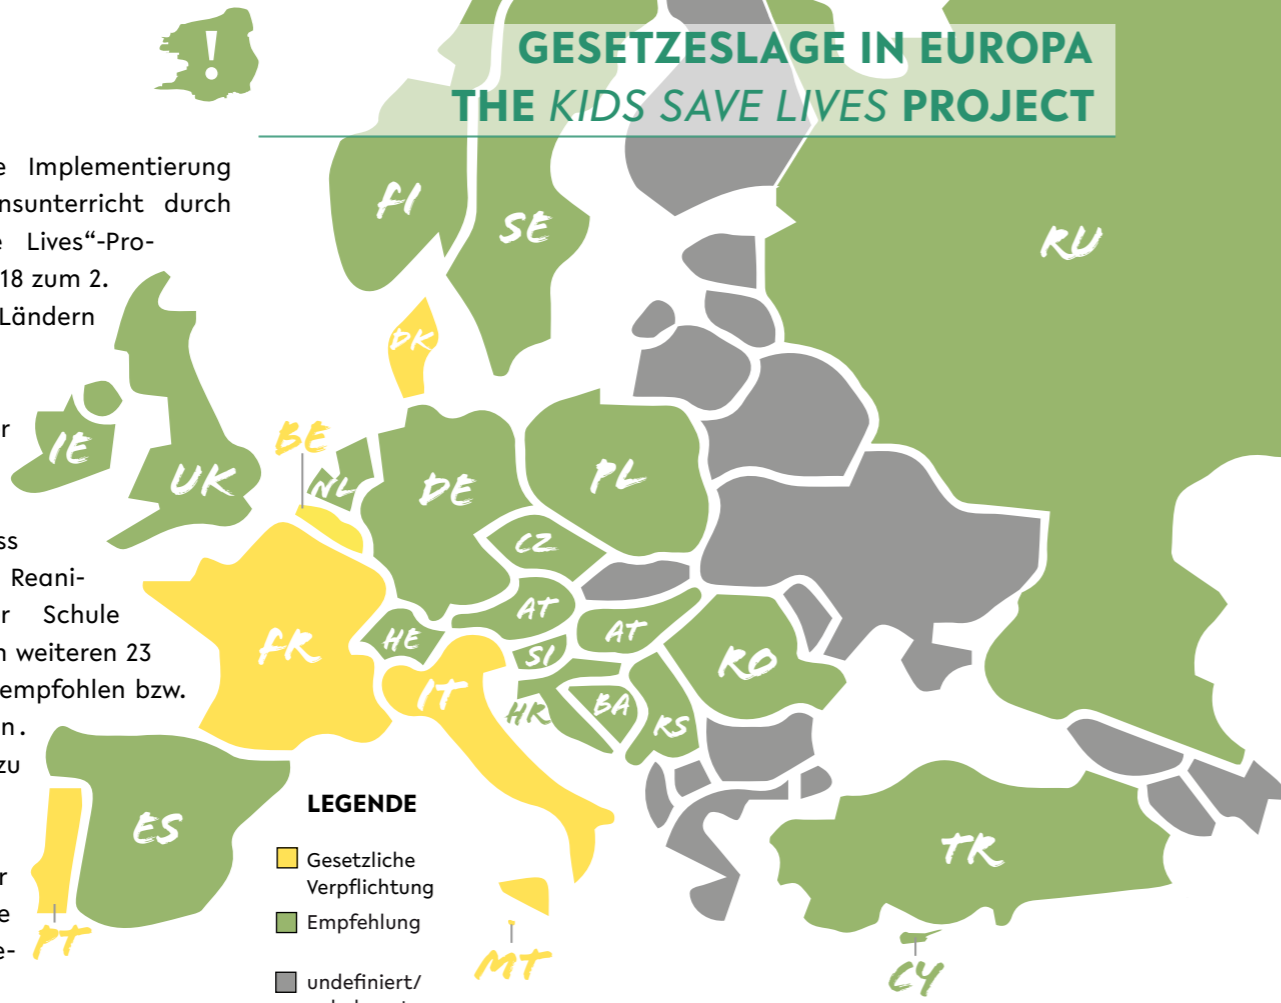 !
GESETZESLAGE IN EUROPA
THE KIDS SAVE LIVES PROJECT
e Implementierung
nsunterricht durch
e Lives“-Pro-
18 zum 2.
Ländern
r
ss
Reani-
r Schule
n weiteren 23
empfohlen bzw.
n.
zu
r
e
e-
FI
SE
RU
DK
IE
UK
BE
NL
DE
PL
CZ
AT
FR
HE
AT
SI
RO
IT
HR
BA
RS
ES
TR
PT
MT
CY
LEGENDE
Gesetzliche
Verpflichtung
Empfehlung
undefiniert/